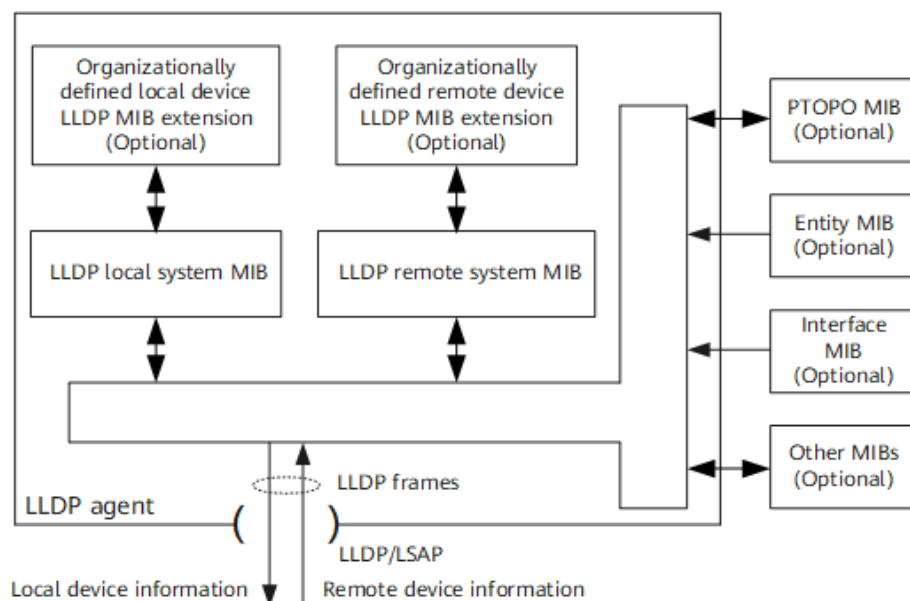 Organizationally
defined local device
LLDP MIB extension
(Optional)
Organizationally
defined remote device
LLDP MIB extension
(Optional)
PTOPO MIB
(Optional)
LLDP local system MIB
LLDP remote system MIB
Entity MIB
(Optional)
Interface
MIB
(Optional)
Other MIBs
(Optional)
LLDP frames
LLDP agent
( )
LLDP/LSAP
Local device information
Remote device information